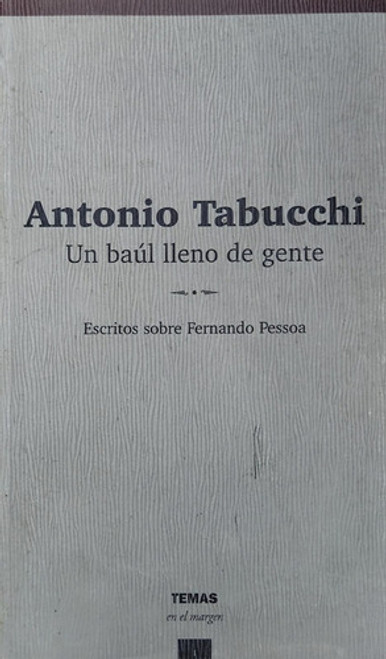 Antonio Tabucchi
Un baúl lleno de gente
Escritos sobre Fernando Pessoa
TEMAS
en el margen